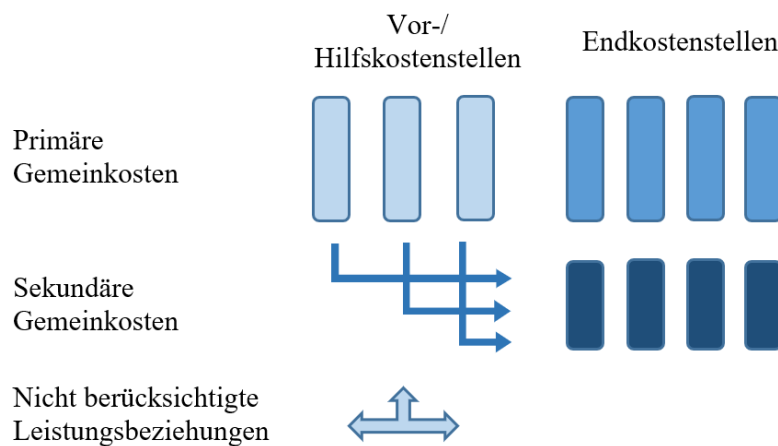 Vor-/
Hilfskostenstellen
Endkostenstellen
Primäre
Gemeinkosten
Sekundäre
Gemeinkosten
Nicht berücksichtigte
Leistungsbeziehungen